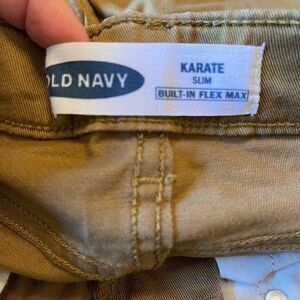 OLD NAVY
KARATE
SLIM
BUILT-IN FLEX MAX